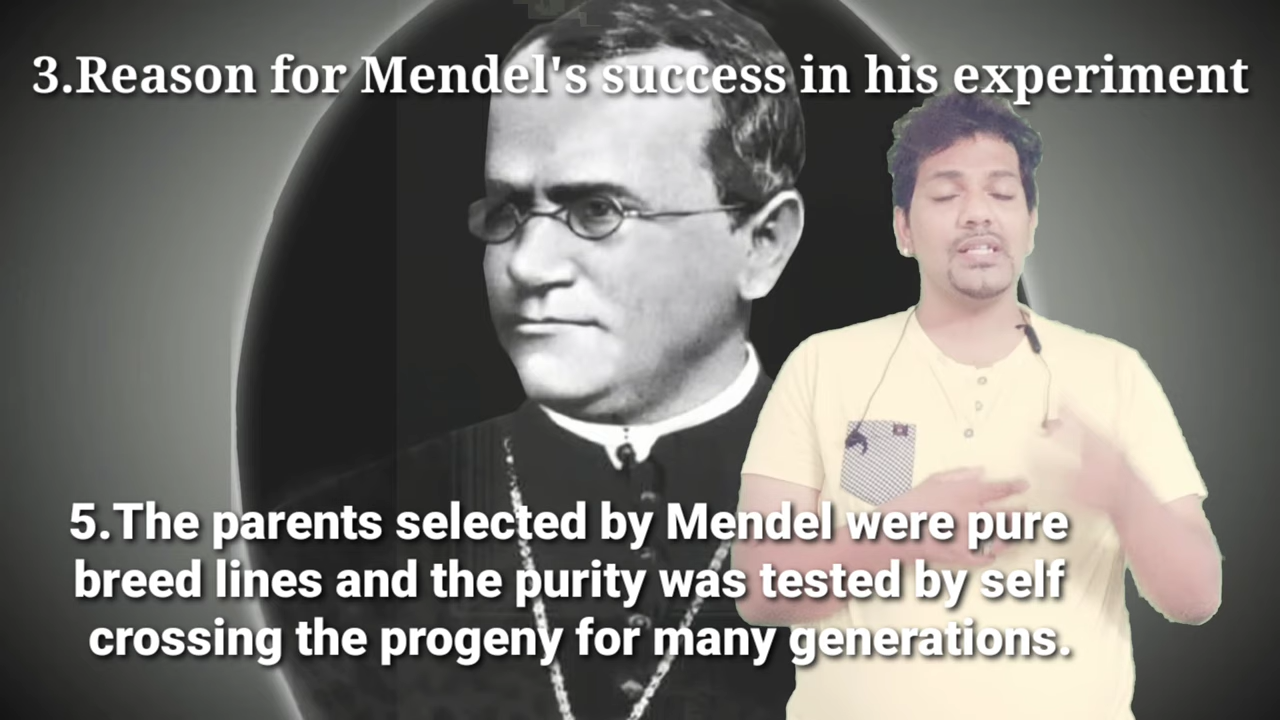 3.Reason for Mendel's success in his experiment
5.The parents selected by Mendel were pure
breed lines and the purity was tested by self
crossing the progeny for many generations.